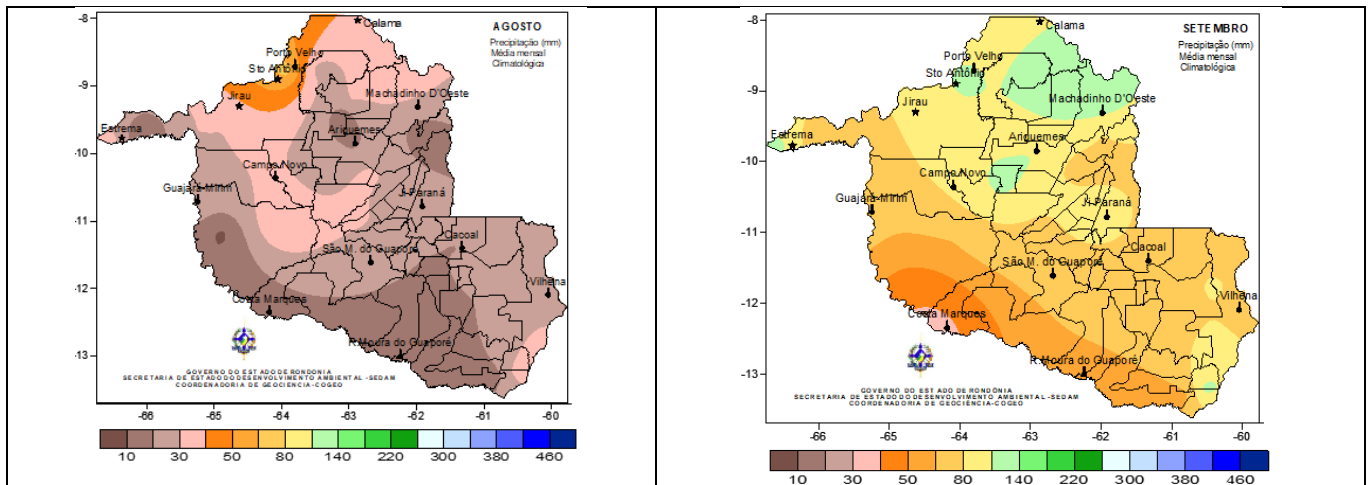 AGOSTO
Precipitação (mm)
Média mensal
Climatológica
-8
-9
-10
-11
-12
-13
Calama
Porto Velho
Sto Antônio
Jirau
Machadinho D'Oeste
Estrema
Ariquemes
Campo Novo
Guajará-Mirim
Ji Paraná
Cacoal
São M. do Guaporé
Vilhena
Costa Marques
R.Moura do Guaporé
GOVERNO DO ESTADO DE RONDÔNIA
SECRETARIA DE ESTADO DO DESENVOLVIMENTO AMBIENTAL -SEDAM
COORDENADORIA DE GEOCIÊNCIA-COGEO
-66 -65 -64 -63 -62 -61 -60
10 30 50 80 140 220 300 380 460
SETEMBRO
Precipitação (mm)
Média mensal
Climatológica
-8
-9
-10
-11
-12
-13
Calama
Porto Velho
Sto Antônio
Jirau
Machadinho D'Oeste
Estrema
Ariquemes
Campo Novo
Guajará-Mirim
Ji Paraná
Cacoal
São M. do Guaporé
Vilhena
Costa Marques
R.Moura do Guaporé
GOVERNO DO ESTADO DE RONDÔNIA
SECRETARIA DE ESTADO DO DESENVOLVIMENTO AMBIENTAL -SEDAM
COORDENADORIA DE GEOCIÊNCIA-COGEO
-66 -65 -64 -63 -62 -61 -60
10 30 50 80 140 220 300 380 460